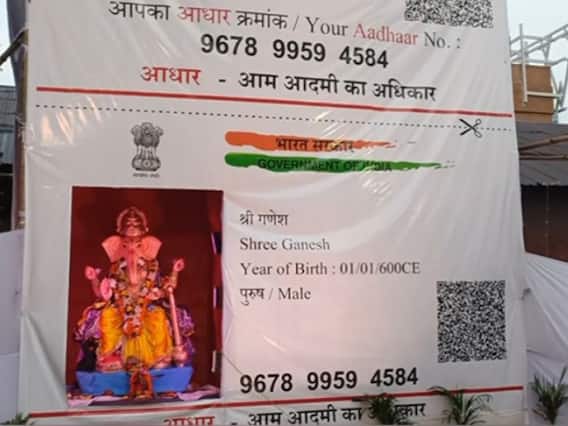 आपका आधार क्रमांक / Your Aadhaar No. :
9678 9959 4584
आधार - आम आदमी का अधिकार
भारत सरकार
GOVERNMENT OF INDIA
श्री गणेश
Shree Ganesh
Year of Birth : 01/01/600CE
पुरुष / Male
9678 9959 4584
आधार - आम आदमी का अधिकार